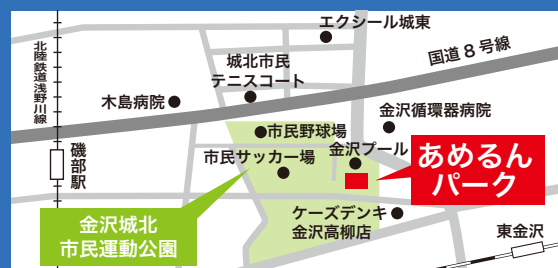 エクシール城東
北陸鉄道浅野川線
城北市民
テニスコート
国道8号線
木島病院
金沢循環器病院
市民野球場
磯部駅
市民サッカー場
金沢プール
あめるん
パーク
金沢城北
市民運動公園
ケーズデンキ
金沢高柳店
東金沢